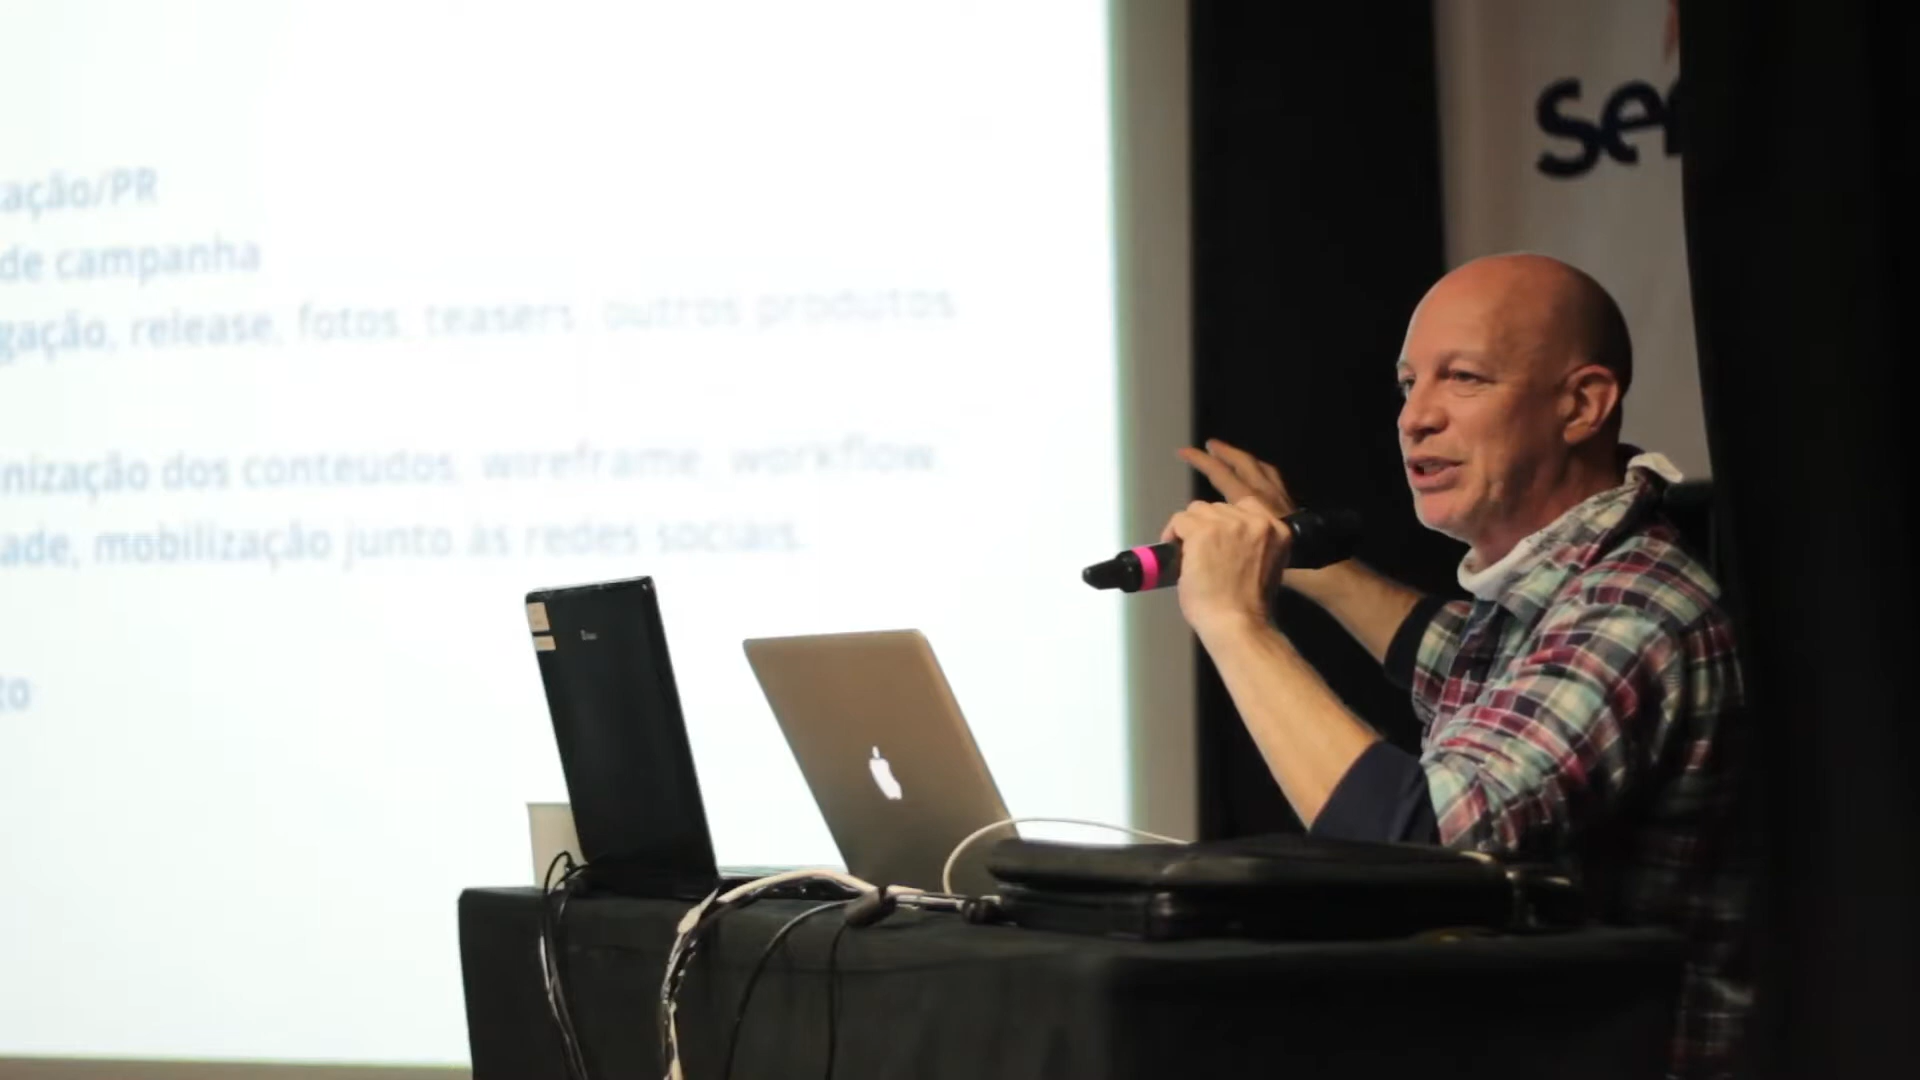 ação/PR
de campanha
gação, release, fotos, teasers, outros produtos
nização dos conteúdos, wireframe, workflow
ade, mobilização junto às redes sociais.
to
se